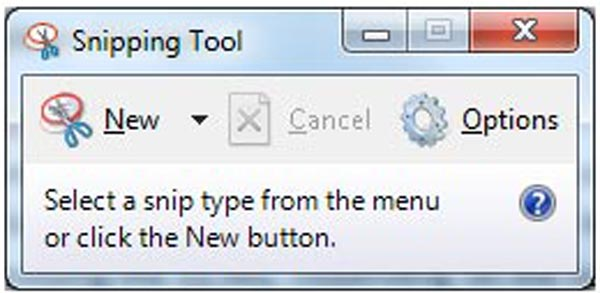 Snipping Tool
New Cancel Options
Select a snip type from the menu
or click the New button.
?